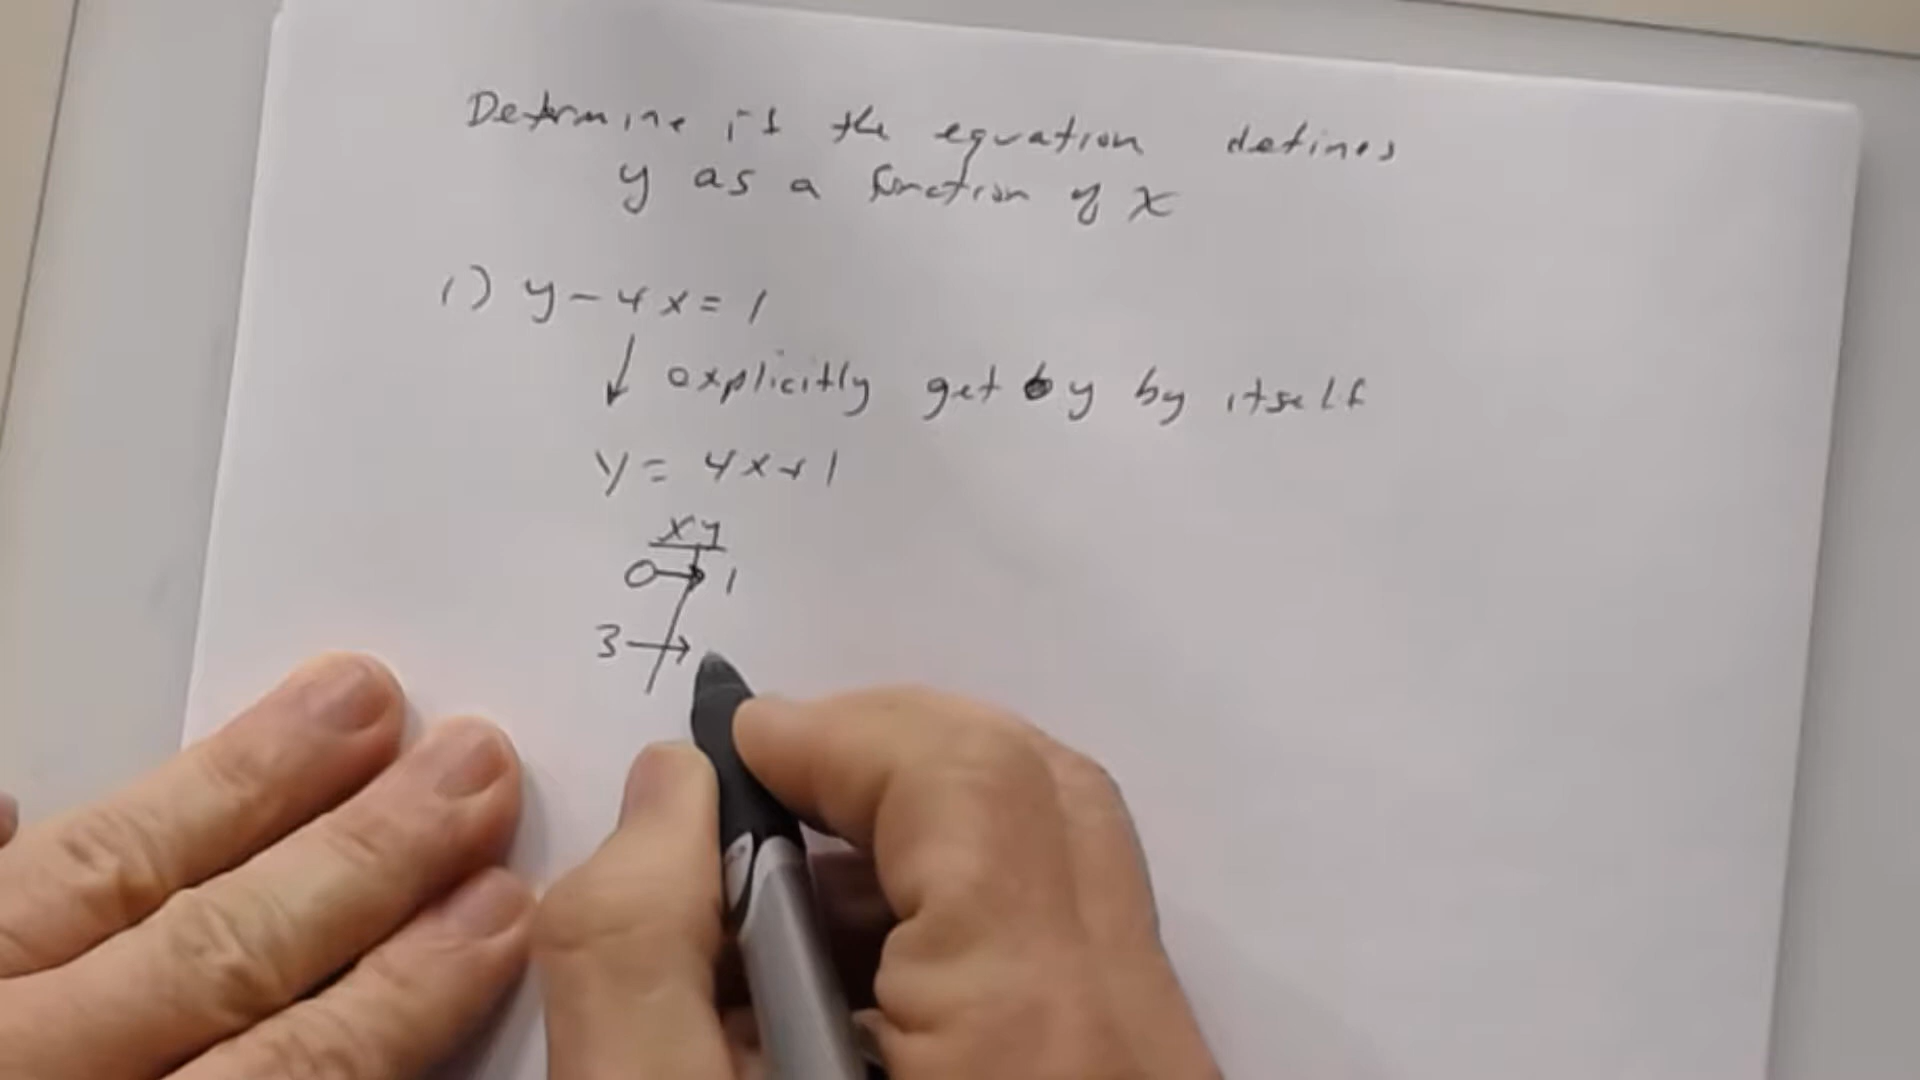 Determine if the equation defines
y as a function of x
1) y - 4x = 1
↓ explicitly get y by itself
y = 4x + 1
x y
0 → 1
3 →